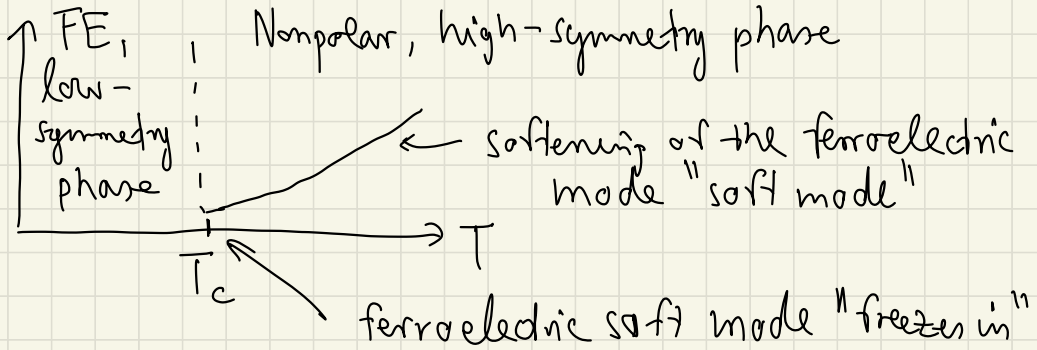 FE,
low-
symmetry
phase
Nonpolar, high-symmetry phase
softening of the ferroelectric
mode "soft mode"
T
Tc
ferroelectric soft mode "freezes in"